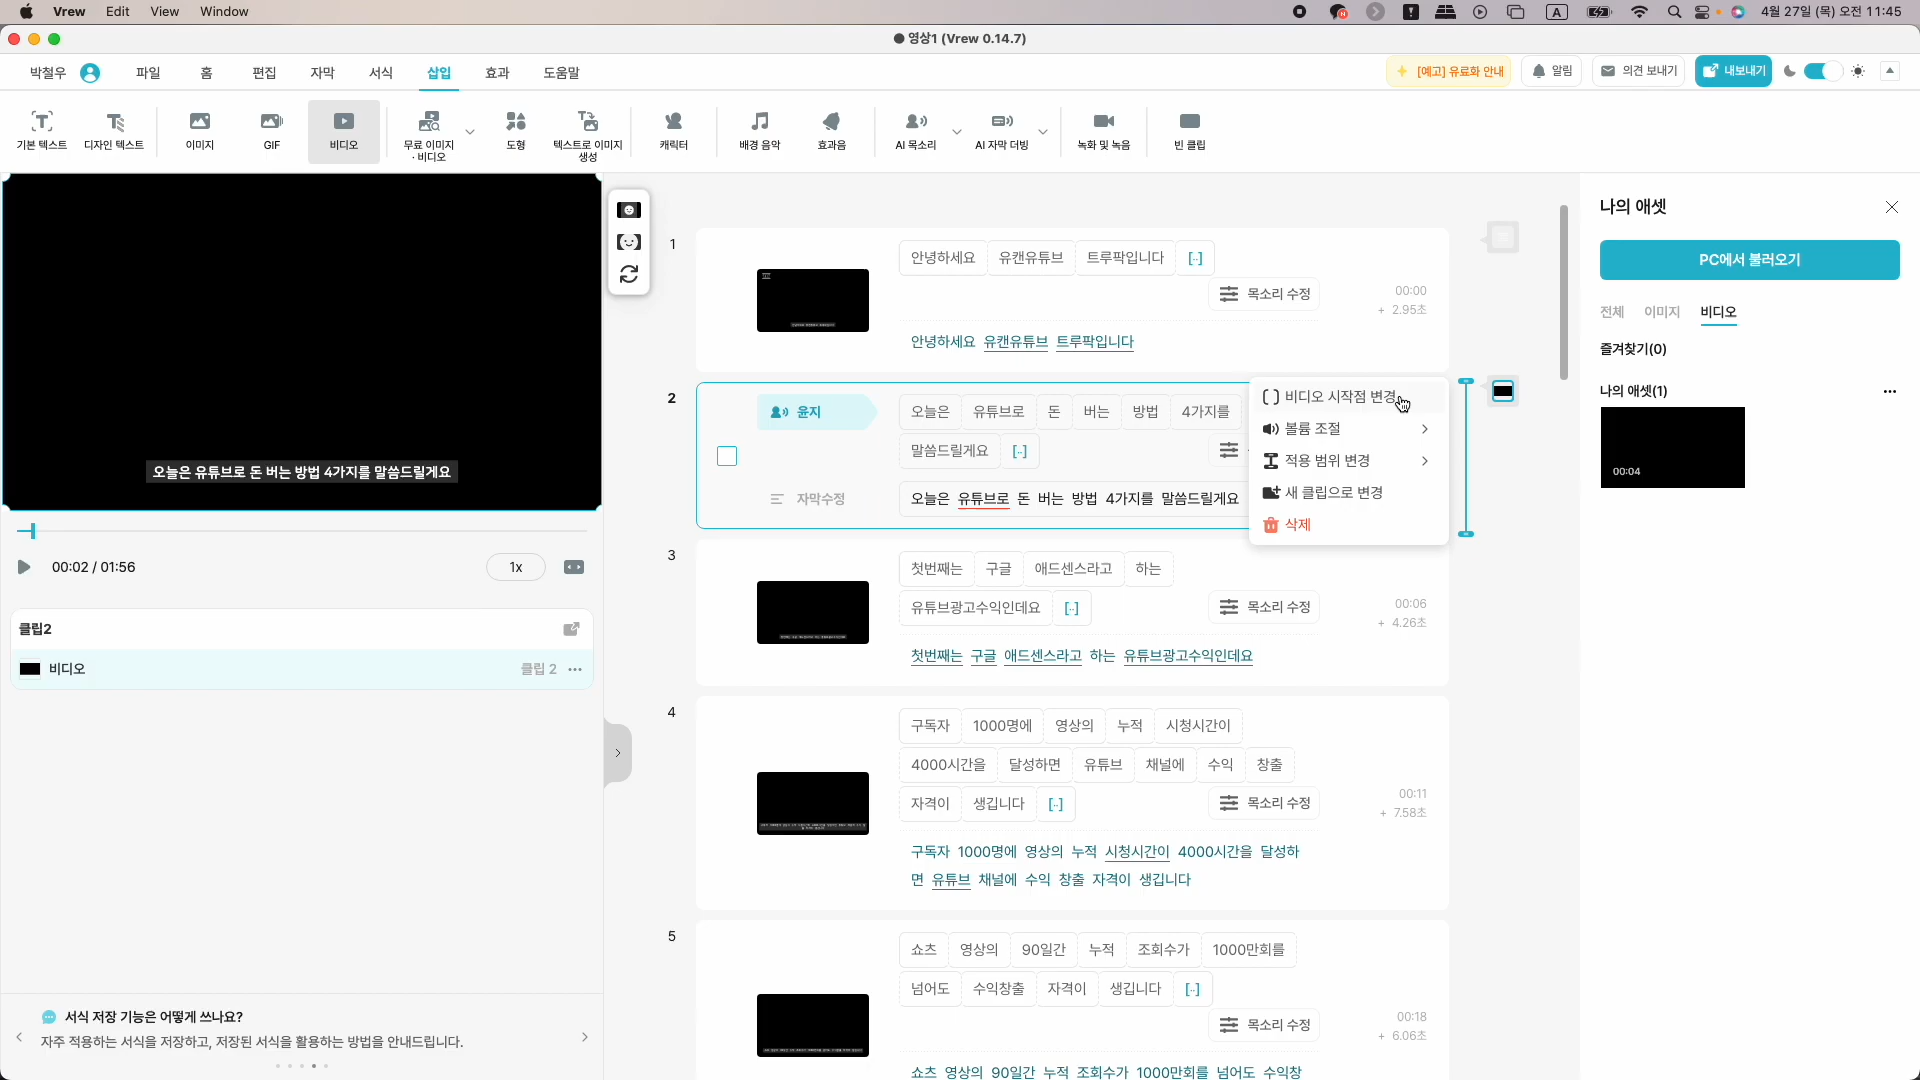 Vrew Edit View Window
4월 27일 (목) 오전 11:45
영상1 (Vrew 0.14.7)
박철우 파일 홈 편집 자막 서식 삽입 효과 도움말
[예고] 유료화 안내 알림 의견 보내기 내보내기
기본 텍스트 디자인 텍스트 이미지 GIF 비디오 무료 이미지 · 비디오 도형 텍스트로 이미지 생성 캐릭터 배경 음악 효과음 AI 목소리 AI 자막 더빙 녹화 및 녹음 빈 클립
오늘은 유튜브로 돈 버는 방법 4가지를 말씀드릴게요
00:02 / 01:56
1x
클립2
비디오 클립 2
서식 저장 기능은 어떻게 쓰나요?
자주 적용하는 서식을 저장하고, 저장된 서식을 활용하는 방법을 안내드립니다.
1
안녕하세요 유캔유튜브 트루팍입니다 [··]
목소리 수정
00:00
+ 2.95초
안녕하세요 유캔유튜브 트루팍입니다
2
윤지
오늘은 유튜브로 돈 버는 방법 4가지를
말씀드릴게요 [··]
자막수정
오늘은 유튜브로 돈 버는 방법 4가지를 말씀드릴게요
비디오 시작점 변경
볼륨 조절
적용 범위 변경
새 클립으로 변경
삭제
3
첫번째는 구글 애드센스라고 하는
유튜브광고수익인데요 [··]
목소리 수정
00:06
+ 4.26초
첫번째는 구글 애드센스라고 하는 유튜브광고수익인데요
4
구독자 1000명에 영상의 누적 시청시간이
4000시간을 달성하면 유튜브 채널에 수익 창출
자격이 생깁니다 [··]
목소리 수정
00:11
+ 7.58초
구독자 1000명에 영상의 누적 시청시간이 4000시간을 달성하
면 유튜브 채널에 수익 창출 자격이 생깁니다
5
쇼츠 영상의 90일간 누적 조회수가 1000만회를
넘어도 수익창출 자격이 생깁니다 [··]
목소리 수정
00:18
+ 6.06초
쇼츠 영상의 90일간 누적 조회수가 1000만회를 넘어도 수익창
나의 애셋
PC에서 불러오기
전체 이미지 비디오
즐겨찾기(0)
나의 애셋(1)
00:04